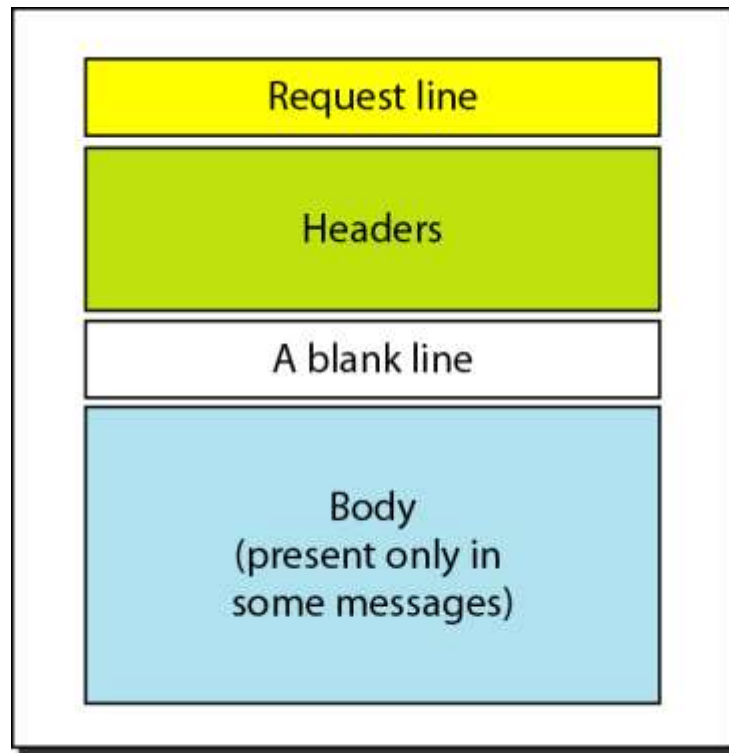 Request line
Headers
A blank line
Body
(present only in
some messages)